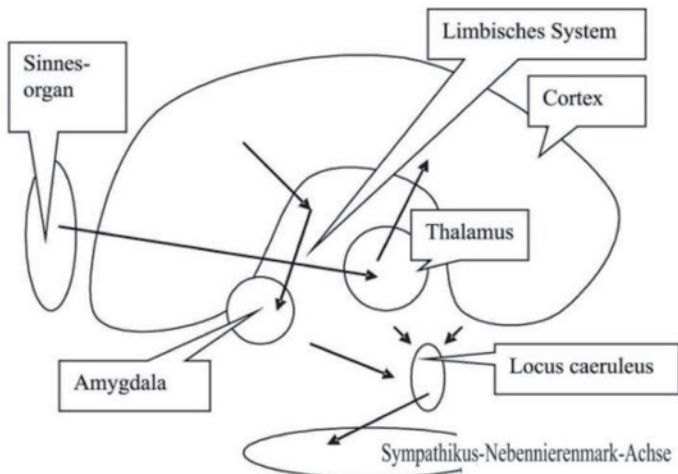 Limbisches System
Sinnes-
organ
Cortex
Thalamus
Amygdala
Locus caeruleus
Sympathikus-Nebennierenmark-Achse